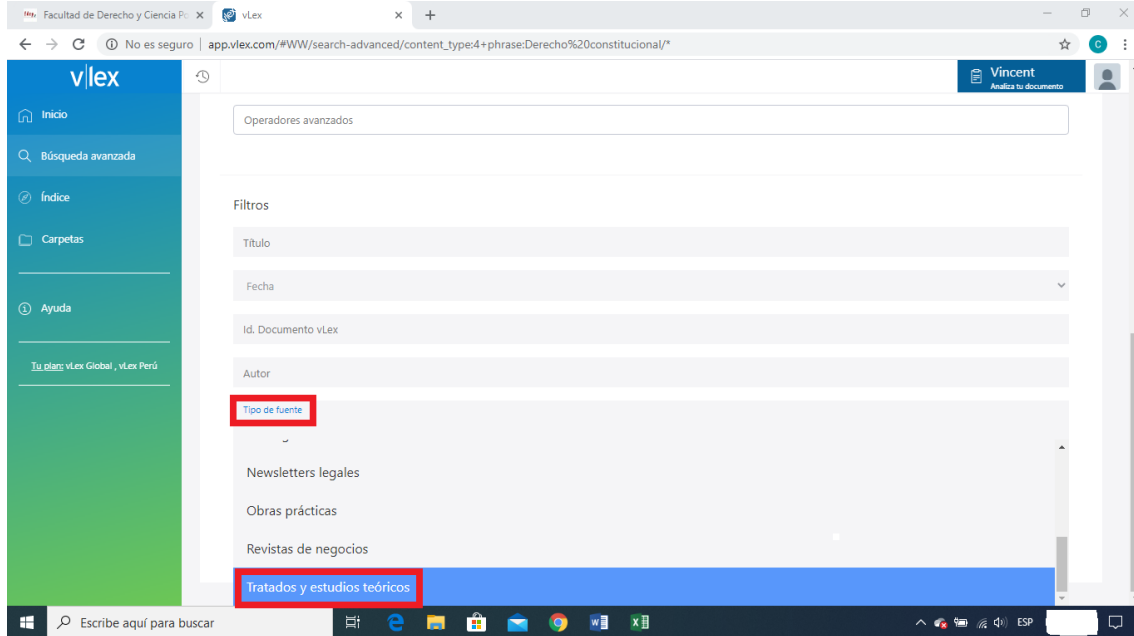 Facultad de Derecho y Ciencia Po
vLex
No es seguro
app.vlex.com/#WW/search-advanced/content_type:4+phrase:Derecho%20constitucional/*
C
v|lex
Vincent
Analiza tu documento
Inicio
Búsqueda avanzada
Índice
Carpetas
Ayuda
Tu plan: vLex Global , vLex Perú
Operadores avanzados
Filtros
Título
Fecha
Id. Documento vLex
Autor
Tipo de fuente
Newsletters legales
Obras prácticas
Revistas de negocios
Tratados y estudios teóricos
Escribe aquí para buscar
ESP